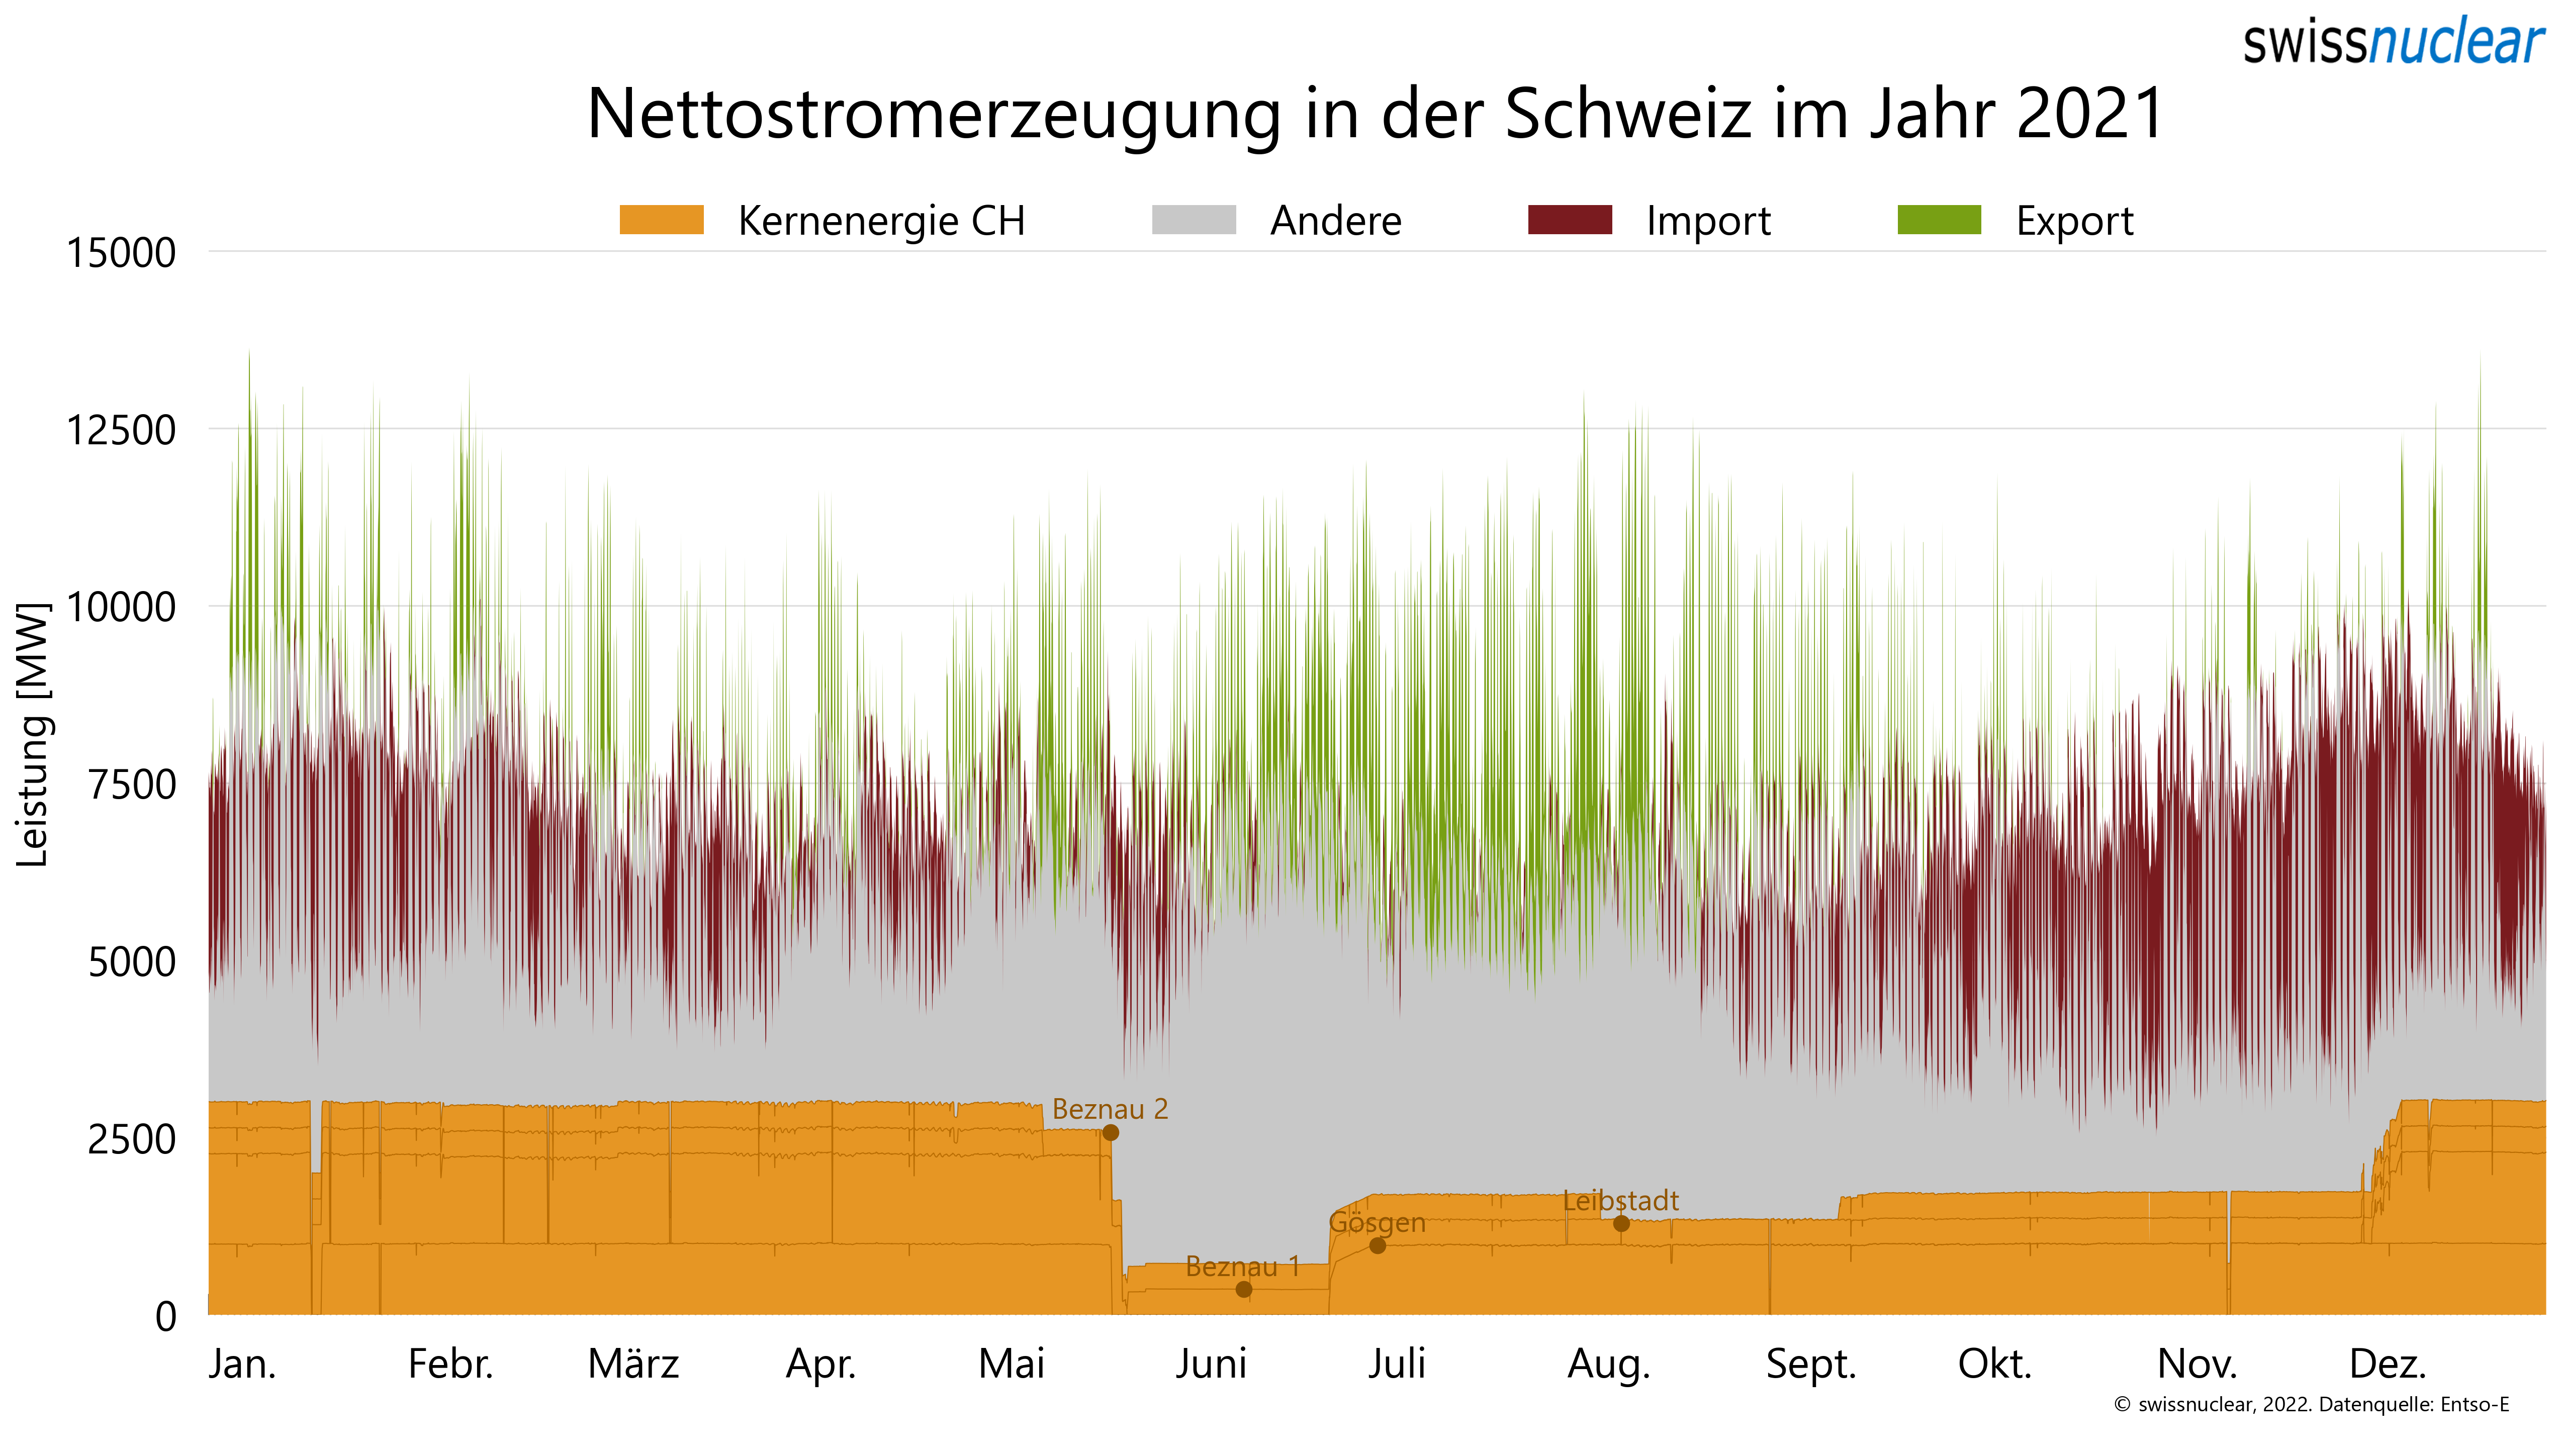 swissnuclear
Nettostromerzeugung in der Schweiz im Jahr 2021
Kernenergie CH Andere Import Export
15000
12500
10000
7500
5000
2500
0
Leistung [MW]
Beznau 2
Leibstadt
Gösgen
Beznau 1
Jan. Febr. März Apr. Mai Juni Juli Aug. Sept. Okt. Nov. Dez.
© swissnuclear, 2022. Datenquelle: Entso-E